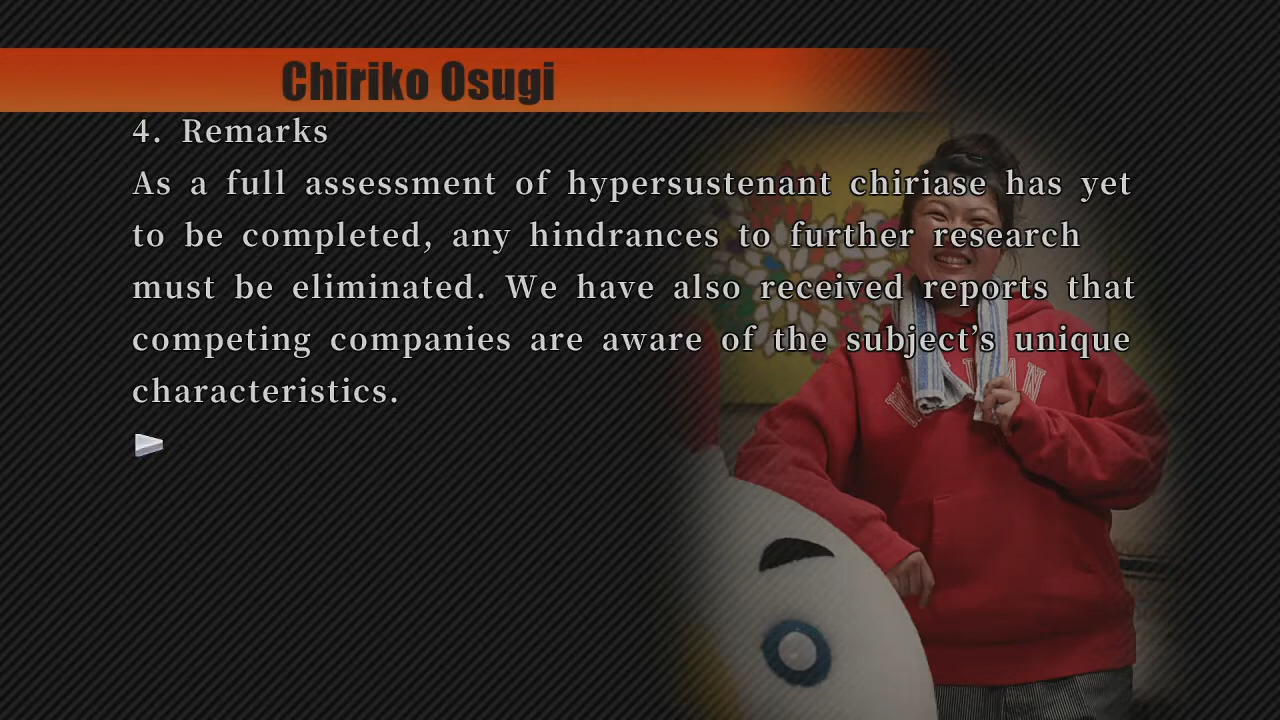 Chiriko Osugi
4. Remarks
As a full assessment of hypersustenant chiriase has yet
to be completed, any hindrances to further research
must be eliminated. We have also received reports that
competing companies are aware of the subject's unique
characteristics.